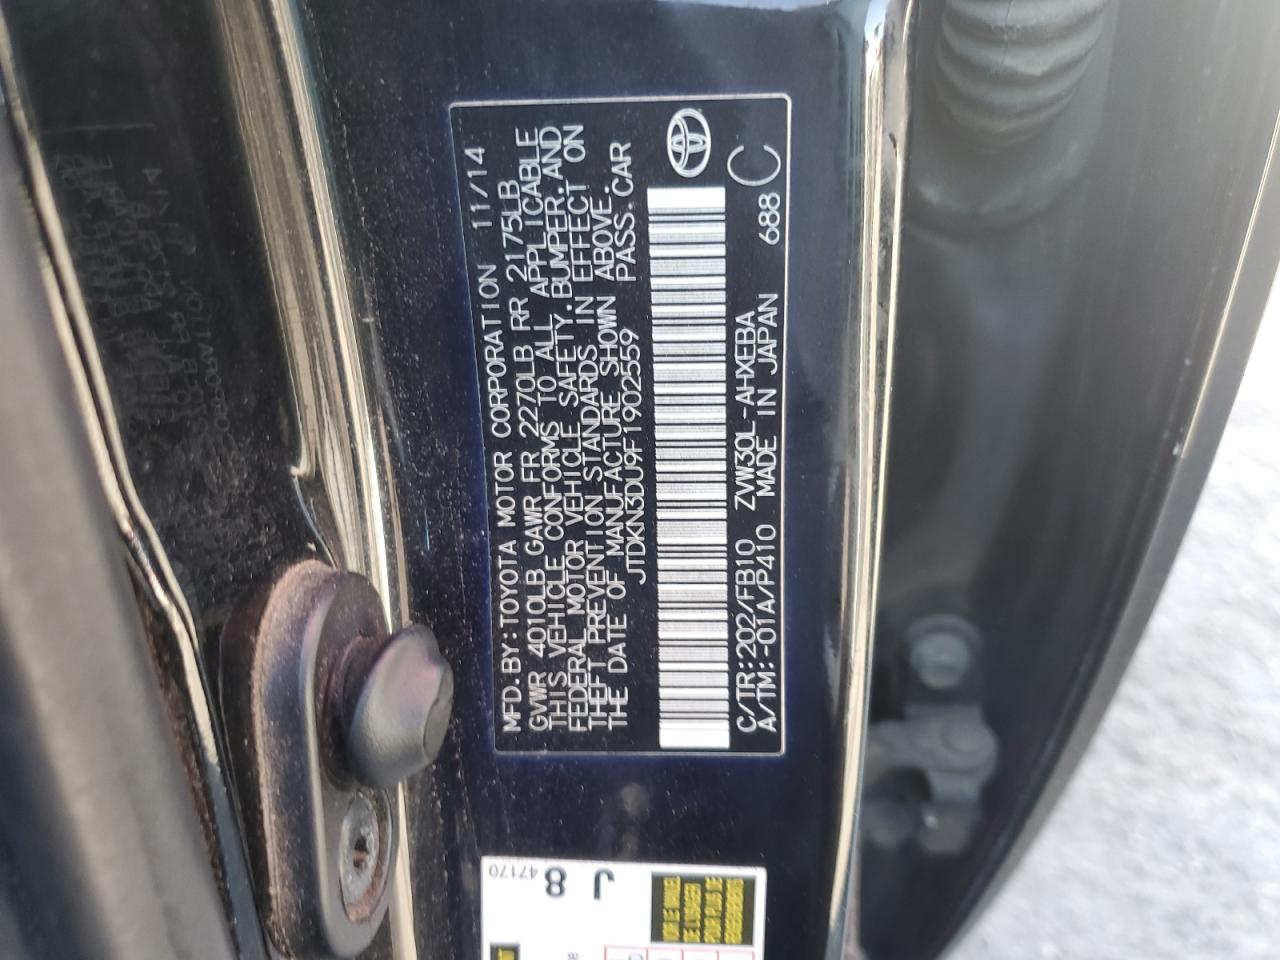 MFD.BY:TOYOTA MOTOR CORPORATION 11/14
GVWR 4010LB GAWR FR 2270LB RR 2175LB
THIS VEHICLE CONFORMS TO ALL APPLICABLE
FEDERAL MOTOR VEHICLE SAFETY.BUMPER.AND
THEFT PREVENTION STANDARDS IN EFFECT ON
THE DATE OF MANUFACTURE SHOWN ABOVE.
JTDKN3DU9F1902559 PASS.CAR
C/TR:202/FB10 ZVW30L-AHXEBA 688 C
A/TM:-01A/P410 MADE IN JAPAN
J 8
47170